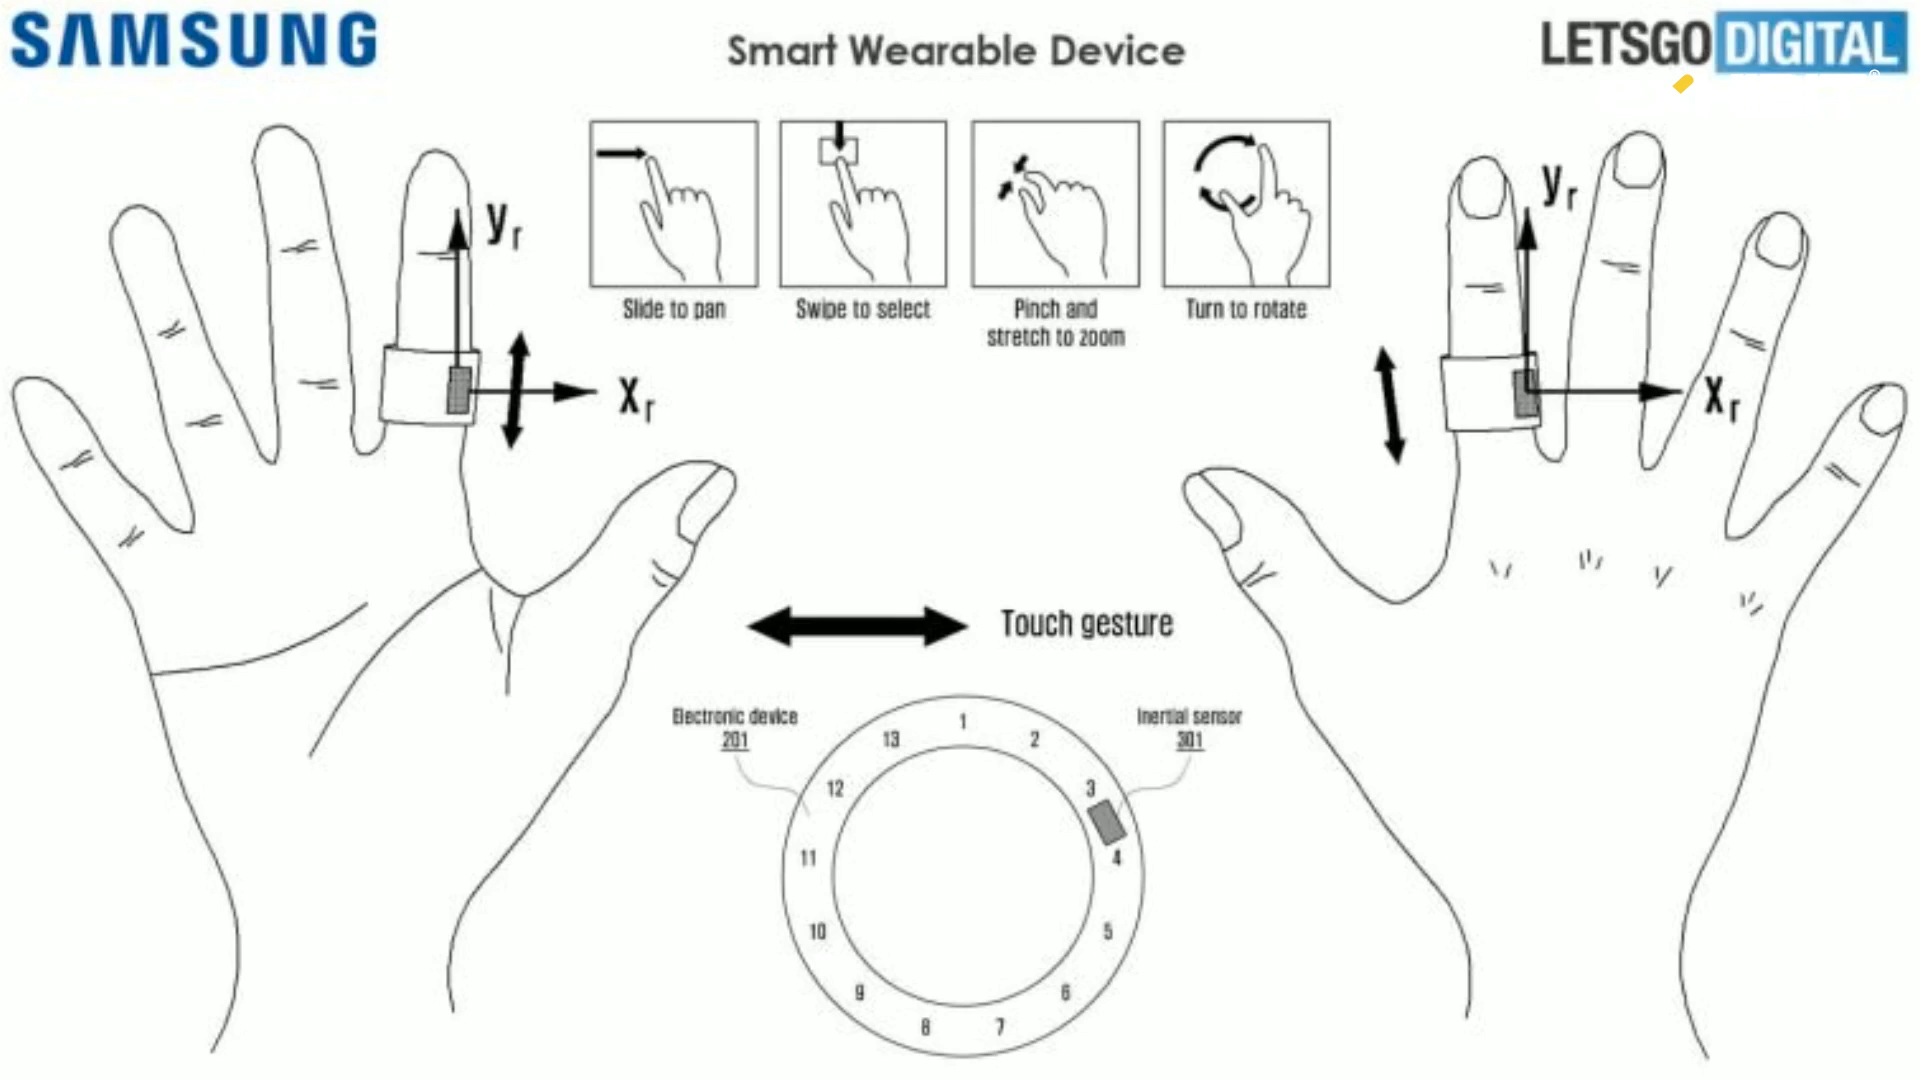 SAMSUNG
Smart Wearable Device
LETSGODIGITAL
®
Slide to pan
Swipe to select
Pinch and
stretch to zoom
Turn to rotate
yr
xr
yr
xr
Touch gesture
Electronic device
201
Inertial sensor
301
1
2
3
4
5
6
7
8
9
10
11
12
13